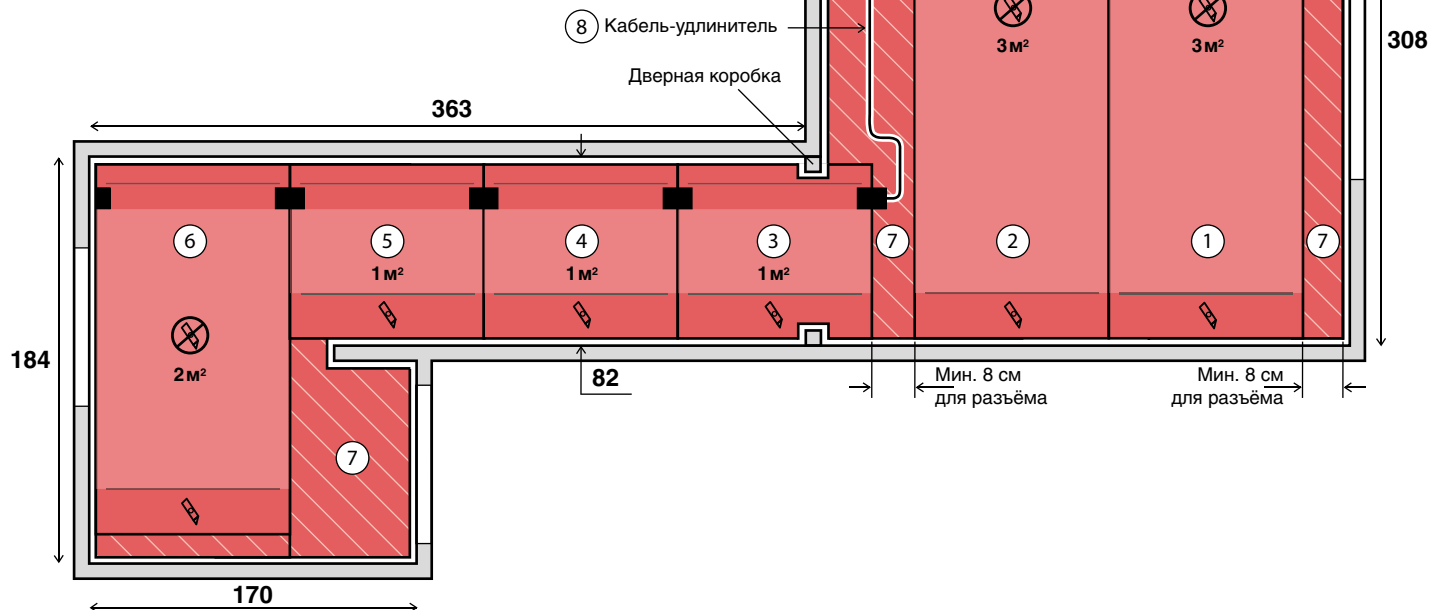 8 Кабель-удлинитель
3 м²
3 м²
308
Дверная коробка
363
6
5
4
3
7
2
1
7
1 м²
1 м²
1 м²
184
2 м²
82
Мин. 8 см
для разъёма
Мин. 8 см
для разъёма
7
170